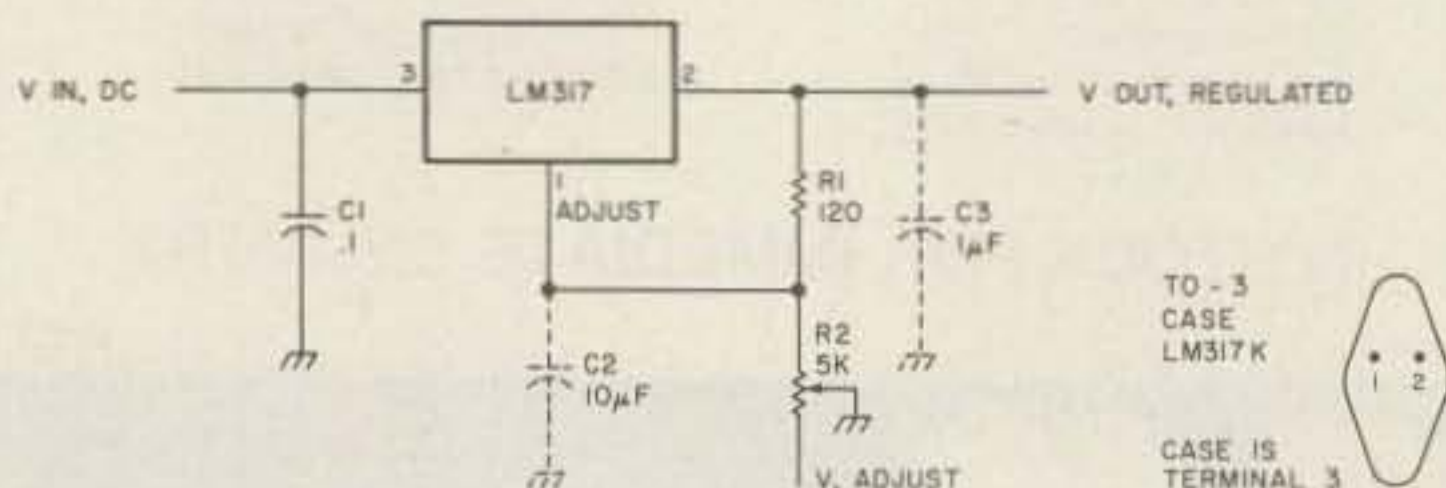 V IN, DC
3
LM317
2
V OUT, REGULATED
1
ADJUST
C1
.1
R1
120
C3
1µF
C2
10µF
R2
5K
V. ADJUST
TO - 3
CASE
LM317K
1 2
CASE IS
TERMINAL 3